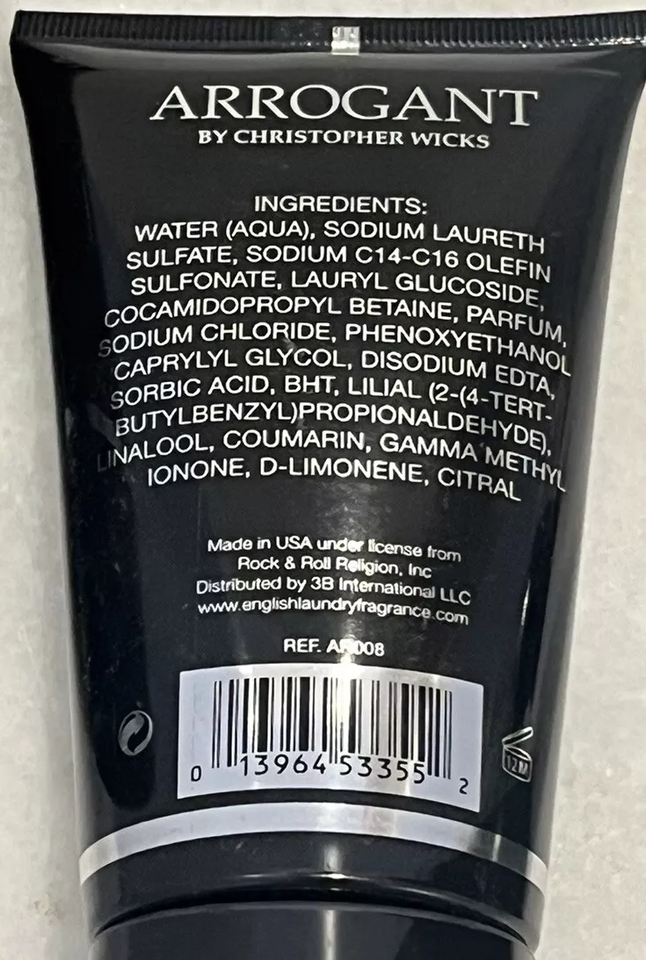 ARROGANT
BY CHRISTOPHER WICKS
INGREDIENTS:
WATER (AQUA), SODIUM LAURETH
SULFATE, SODIUM C14-C16 OLEFIN
SULFONATE, LAURYL GLUCOSIDE,
COCAMIDOPROPYL BETAINE, PARFUM,
SODIUM CHLORIDE, PHENOXYETHANOL
CAPRYLYL GLYCOL, DISODIUM EDTA,
SORBIC ACID, BHT, LILIAL (2-(4-TERT-
BUTYLBENZYL)PROPIONALDEHYDE),
LINALOOL, COUMARIN, GAMMA METHYL
IONONE, D-LIMONENE, CITRAL
Made in USA under license from
Rock & Roll Religion, Inc
Distributed by 3B International LLC
www.englishlaundryfragrance.com
REF. AR008
0 13964 53355 2
12M